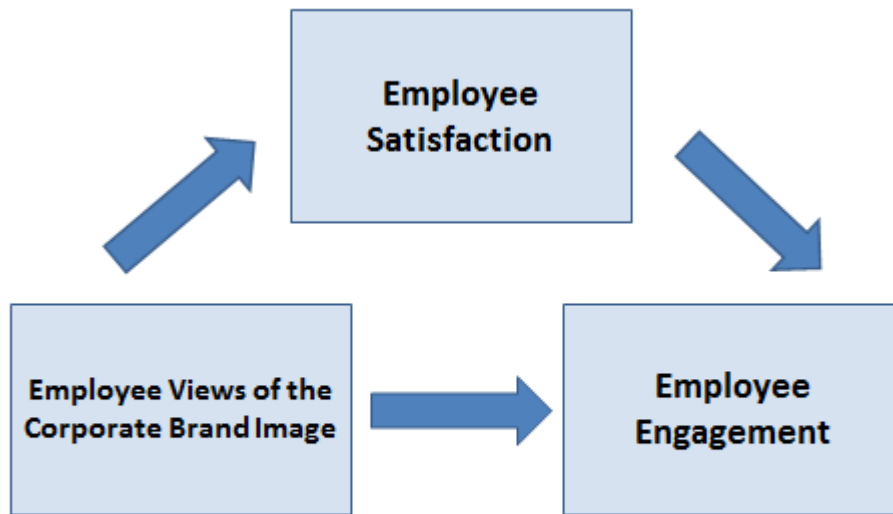 Employee
Satisfaction
Employee Views of the
Corporate Brand Image
Employee
Engagement